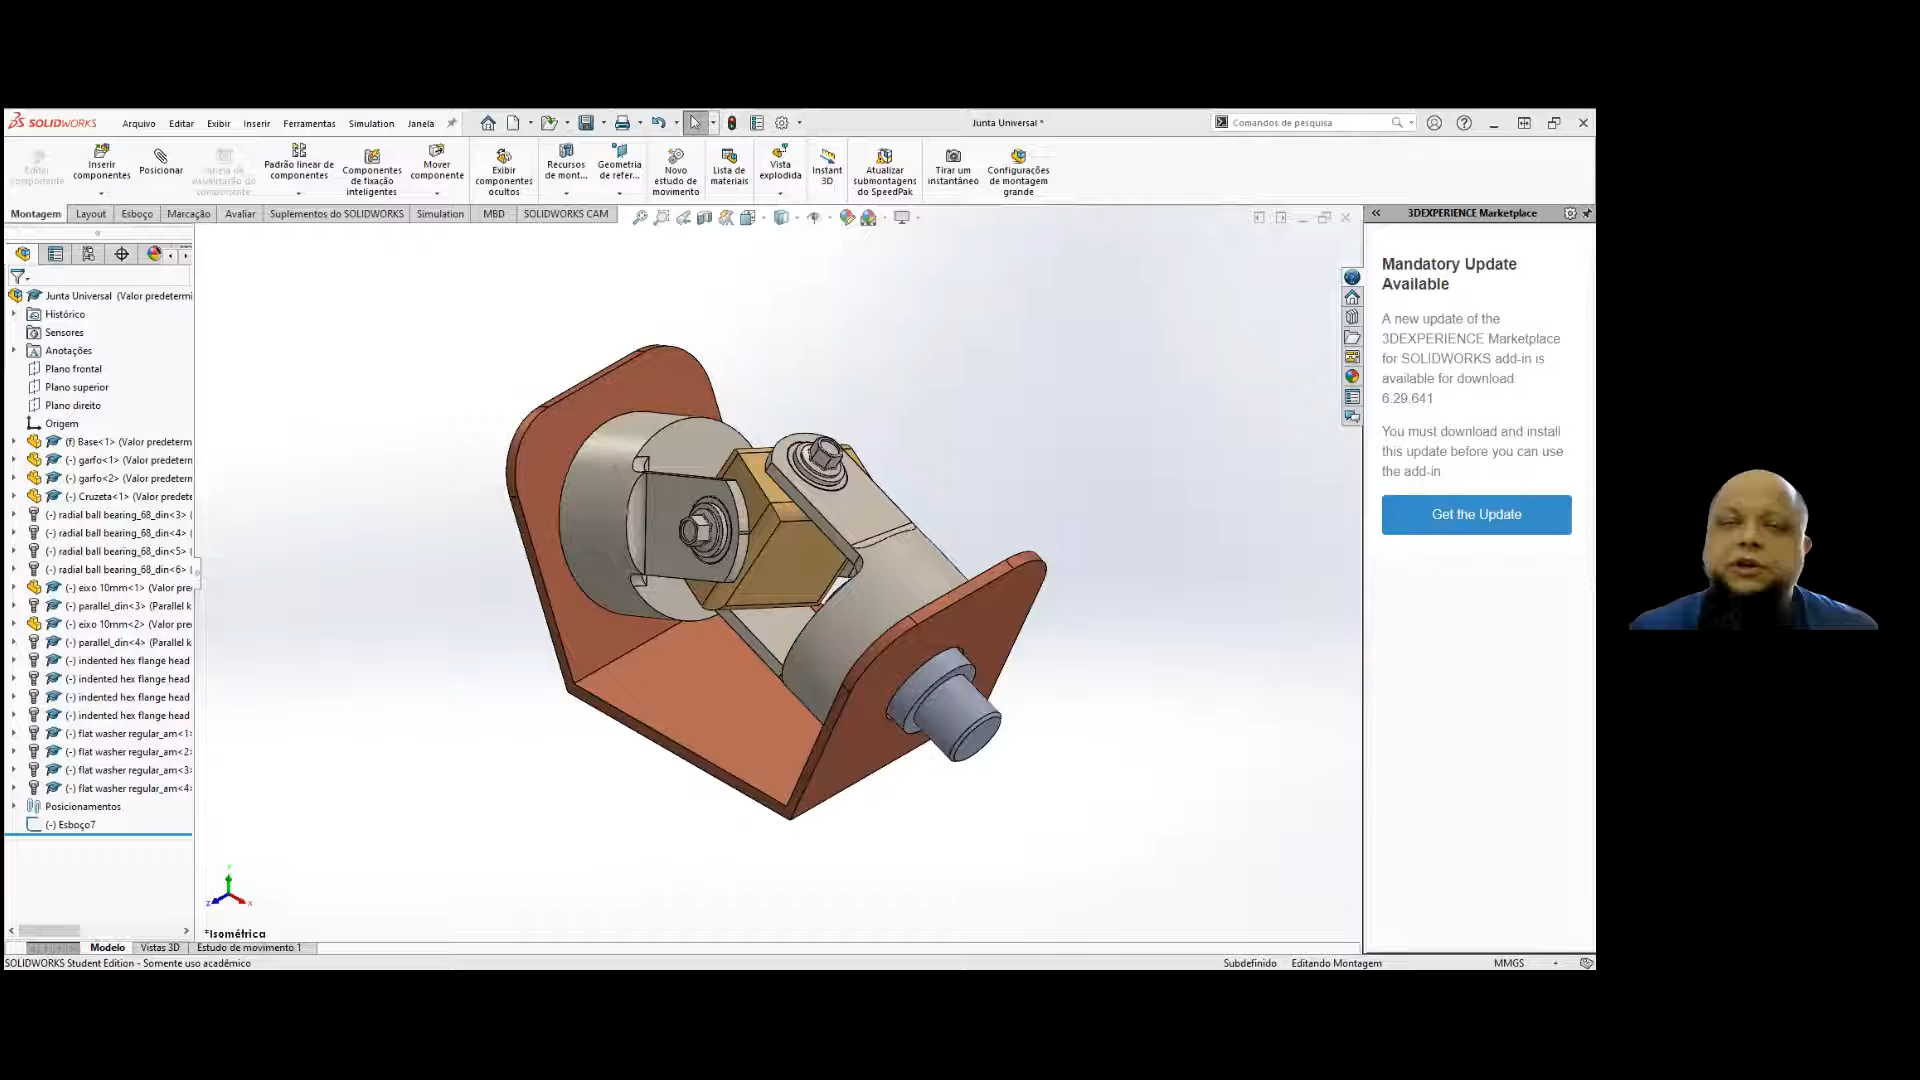 SOLIDWORKS
Arquivo Editar Exibir Inserir Ferramentas Simulation Janela
Junta Universal *
Comandos de pesquisa
Editar componente
Inserir componentes
Posicionar
Janela de visualização do componente
Padrão linear de componentes
Componentes de fixação inteligentes
Mover componente
Exibir componentes ocultos
Recursos de mont...
Geometria de refer...
Novo estudo de movimento
Lista de materiais
Vista explodida
Instant 3D
Atualizar submontagens do SpeedPak
Tirar um instantâneo
Configurações de montagem grande
Montagem Layout Esboço Marcação Avaliar Suplementos do SOLIDWORKS Simulation MBD SOLIDWORKS CAM
Junta Universal (Valor predetermi
Histórico
Sensores
Anotações
Plano frontal
Plano superior
Plano direito
Origem
(f) Base<1> (Valor predeterm
(-) garfo<1> (Valor predetern
(-) garfo<2> (Valor predetern
(-) Cruzeta<1> (Valor predete
(-) radial ball bearing_68_din<3> (
(-) radial ball bearing_68_din<4> (
(-) radial ball bearing_68_din<5> (
(-) radial ball bearing_68_din<6> (
(-) eixo 10mm<1> (Valor pre
(-) parallel_din<3> (Parallel k
(-) eixo 10mm<2> (Valor pre
(-) parallel_din<4> (Parallel k
(-) indented hex flange head
(-) indented hex flange head
(-) indented hex flange head
(-) indented hex flange head
(-) flat washer regular_am<1>
(-) flat washer regular_am<2>
(-) flat washer regular_am<3>
(-) flat washer regular_am<4>
Posicionamentos
(-) Esboço7
Y
Z
X
*Isométrica
Modelo Vistas 3D Estudo de movimento 1
SOLIDWORKS Student Edition - Somente uso acadêmico
Subdefinido Editando Montagem MMGS
3DEXPERIENCE Marketplace
Mandatory Update
Available
A new update of the
3DEXPERIENCE Marketplace
for SOLIDWORKS add-in is
available for download.
6.29.641
You must download and install
this update before you can use
the add-in
Get the Update